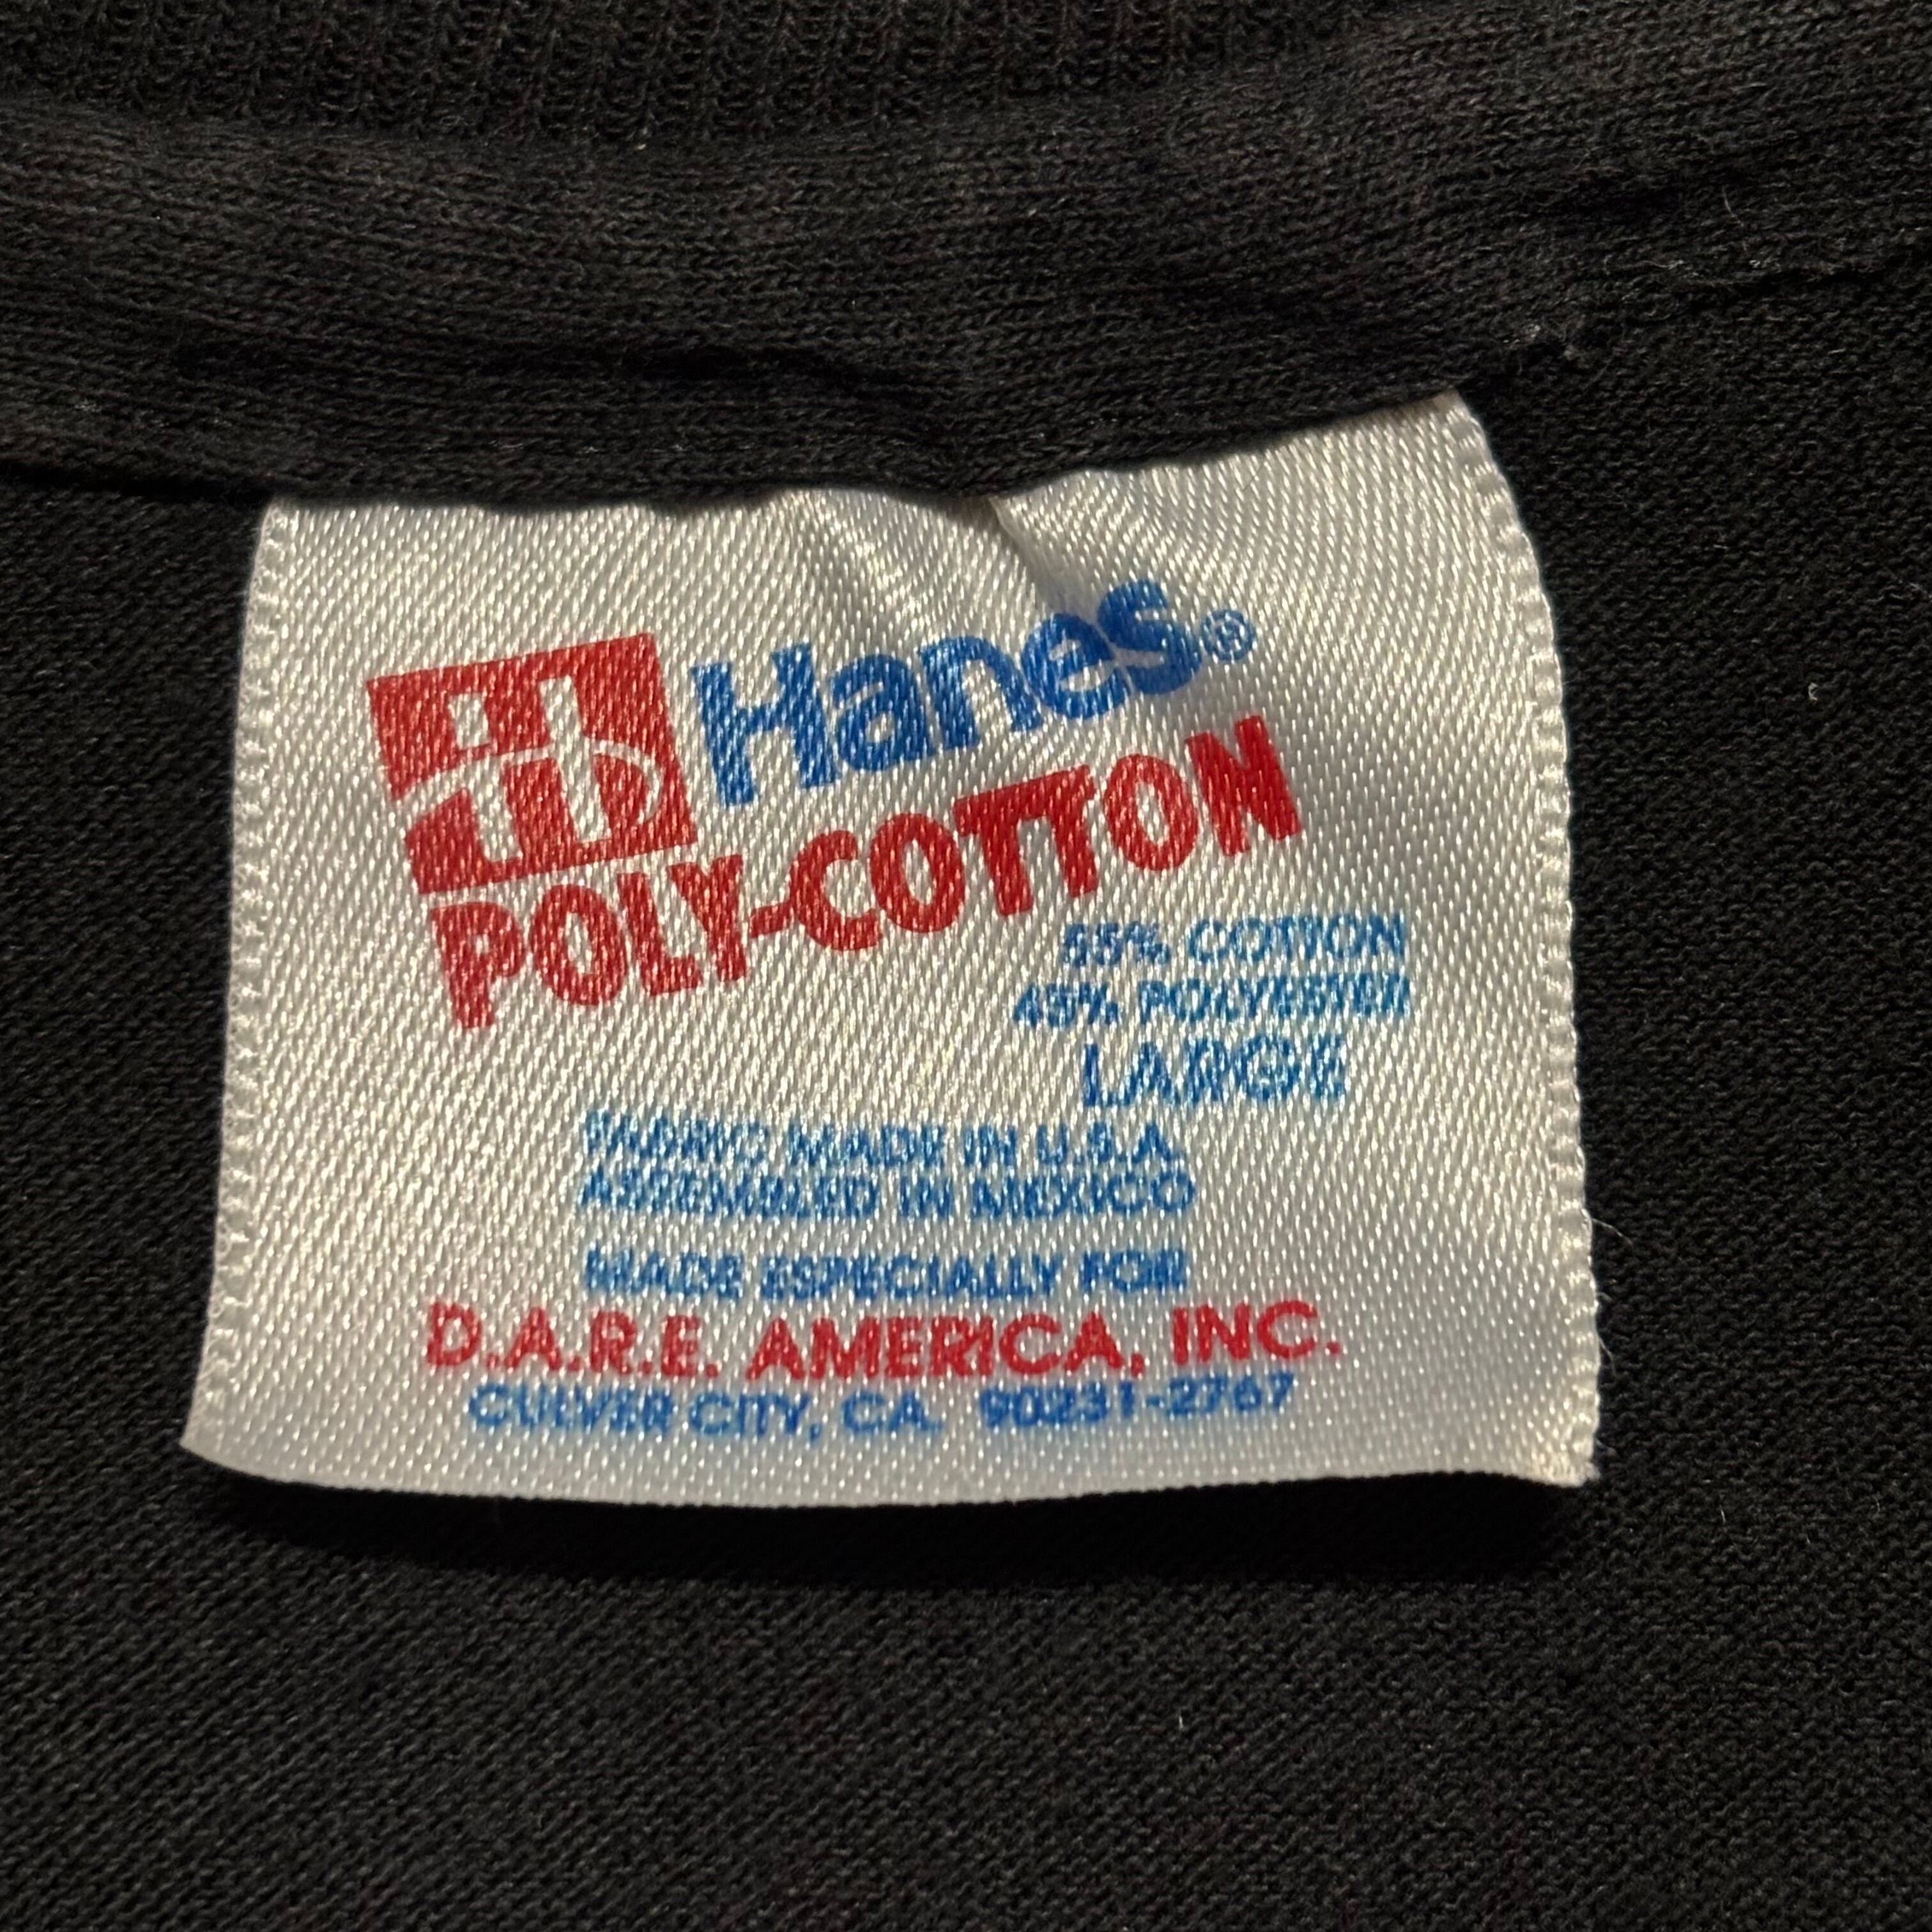 Hanes®
POLY-COTTON
55% COTTON
45% POLYESTER
LARGE
FABRIC MADE IN U.S.A.
ASSEMBLED IN MEXICO
MADE ESPECIALLY FOR
D.A.R.E. AMERICA, INC.
CULVER CITY, CA. 90231-2767